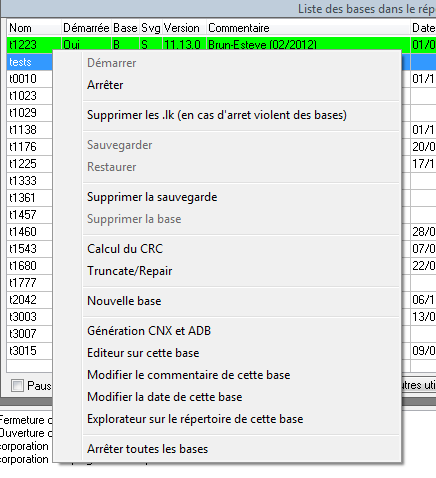 Liste des bases dans le rép
Nom Démarrée Base Svg Version Commentaire Date
t1223 Oui B S 11.13.0 Brun-Esteve (02/2012) 01/0
tests
Démarrer
t0010 01/1
Arrêter
t1023
t1029
Supprimer les .lk (en cas d'arret violent des bases)
t1138 01/1
t1176 20/0
Sauvegarder
t1225 17/1
Restaurer
t1333
t1361
Supprimer la sauvegarde
t1457
Supprimer la base
t1460 28/0
t1543 07/0
Calcul du CRC
t1680 22/0
Truncate/Repair
t1777
t2042 06/1
Nouvelle base
t3003 13/0
t3007
Génération CNX et ADB
t3015 09/0
Editeur sur cette base
Modifier le commentaire de cette base
Paus utres uti
Modifier la date de cette base
Explorateur sur le répertoire de cette base
Fermeture
Ouverture
Arrêter toutes les bases
corporation
corporation